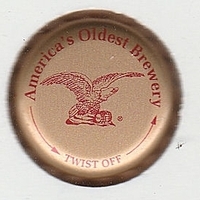 America's Oldest Brewery
®
TWIST OFF